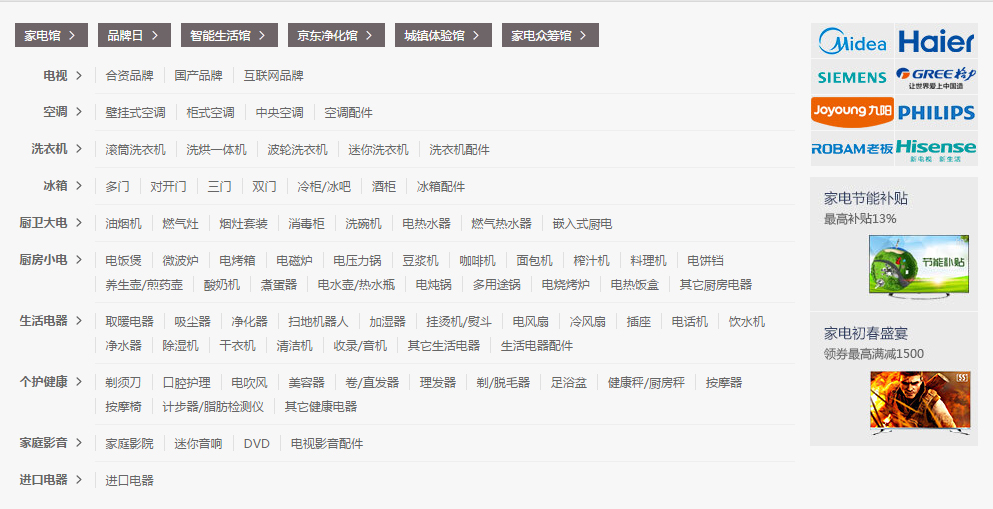 家电馆 品牌日 智能生活馆 京东净化馆 城镇体验馆 家电众筹馆
电视 合资品牌 国产品牌 互联网品牌
空调 壁挂式空调 柜式空调 中央空调 空调配件
洗衣机 滚筒洗衣机 洗烘一体机 波轮洗衣机 迷你洗衣机 洗衣机配件
冰箱 多门 对开门 三门 双门 冷柜/冰吧 酒柜 冰箱配件
厨卫大电 油烟机 燃气灶 烟灶套装 消毒柜 洗碗机 电热水器 燃气热水器 嵌入式厨电
厨房小电 电饭煲 微波炉 电烤箱 电磁炉 电压力锅 豆浆机 咖啡机 面包机 榨汁机 料理机 电饼铛
养生壶/煎药壶 酸奶机 煮蛋器 电水壶/热水瓶 电炖锅 多用途锅 电烧烤炉 电热饭盒 其它厨房电器
生活电器 取暖电器 吸尘器 净化器 扫地机器人 加湿器 挂烫机/熨斗 电风扇 冷风扇 插座 电话机 饮水机
净水器 除湿机 干衣机 清洁机 收录/音机 其它生活电器 生活电器配件
个护健康 剃须刀 口腔护理 电吹风 美容器 卷/直发器 理发器 剃/脱毛器 足浴盆 健康秤/厨房秤 按摩器
按摩椅 计步器/脂肪检测仪 其它健康电器
家庭影音 家庭影院 迷你音响 DVD 电视影音配件
进口电器 进口电器
Midea Haier
SIEMENS GREE格力
让世界爱上中国造
Joyoung九阳 PHILIPS
ROBAM老板 Hisense
新电视 新生活
家电节能补贴
最高补贴13%
节能补贴
家电初春盛宴
领券最高满减1500
55